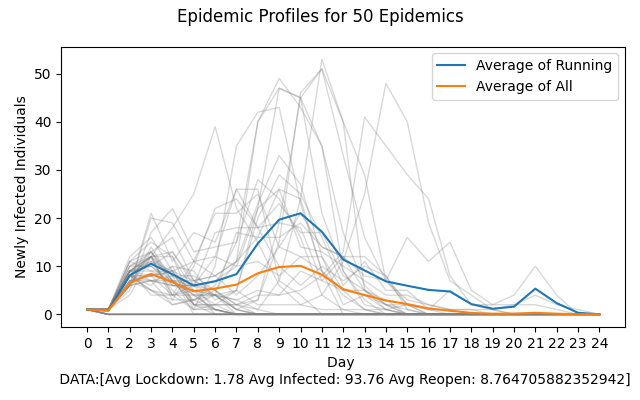 Epidemic Profiles for 50 Epidemics
Newly Infected Individuals
50
40
30
20
10
0
Average of Running
Average of All
0 1 2 3 4 5 6 7 8 9 10 11 12 13 14 15 16 17 18 19 20 21 22 23 24
Day
DATA:[Avg Lockdown: 1.78 Avg Infected: 93.76 Avg Reopen: 8.764705882352942]